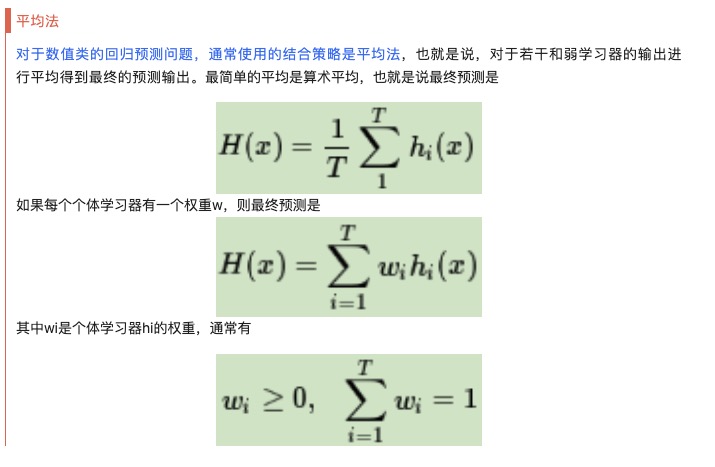 平均法
对于数值类的回归预测问题，通常使用的结合策略是平均法，也就是说，对于若干和弱学习器的输出进
行平均得到最终的预测输出。最简单的平均是算术平均，也就是说最终预测是
H(x) = \frac{1}{T} \sum_{1}^{T} h_i(x)
如果每个个体学习器有一个权重w，则最终预测是
H(x) = \sum_{i=1}^{T} w_i h_i(x)
其中wi是个体学习器hi的权重，通常有
w_i ≥ 0, \sum_{i=1}^{T} w_i = 1